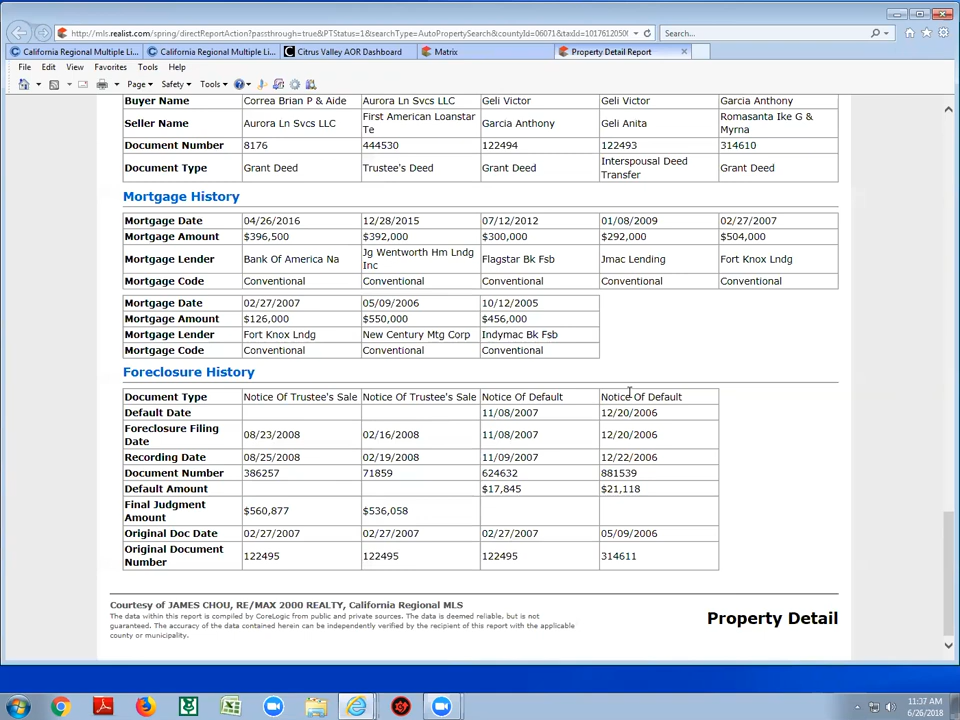 http://mls.realist.com/spring/directReportAction?passthrough=true&PTStatus=1&searchType=AutoPropertySearch&countyId=06071&taxId=10176120500
Search...
California Regional Multiple Li... California Regional Multiple Li... Citrus Valley AOR Dashboard Matrix Property Detail Report
File Edit View Favorites Tools Help
Page Safety Tools
Buyer Name Correa Brian P & Aide Aurora Ln Svcs LLC Geli Victor Geli Victor Garcia Anthony
Seller Name Aurora Ln Svcs LLC First American Loanstar Te Garcia Anthony Geli Anita Romasanta Ike G & Myrna
Document Number 8176 444530 122494 122493 314610
Document Type Grant Deed Trustee's Deed Grant Deed Interspousal Deed Transfer Grant Deed
Mortgage History
Mortgage Date 04/26/2016 12/28/2015 07/12/2012 01/08/2009 02/27/2007
Mortgage Amount $396,500 $392,000 $300,000 $292,000 $504,000
Mortgage Lender Bank Of America Na Jg Wentworth Hm Lndg Inc Flagstar Bk Fsb Jmac Lending Fort Knox Lndg
Mortgage Code Conventional Conventional Conventional Conventional Conventional
Mortgage Date 02/27/2007 05/09/2006 10/12/2005
Mortgage Amount $126,000 $550,000 $456,000
Mortgage Lender Fort Knox Lndg New Century Mtg Corp Indymac Bk Fsb
Mortgage Code Conventional Conventional Conventional
Foreclosure History
Document Type Notice Of Trustee's Sale Notice Of Trustee's Sale Notice Of Default Notice Of Default
Default Date 11/08/2007 12/20/2006
Foreclosure Filing Date 08/23/2008 02/16/2008 11/08/2007 12/20/2006
Recording Date 08/25/2008 02/19/2008 11/09/2007 12/22/2006
Document Number 386257 71859 624632 881539
Default Amount $17,845 $21,118
Final Judgment Amount $560,877 $536,058
Original Doc Date 02/27/2007 02/27/2007 02/27/2007 05/09/2006
Original Document Number 122495 122495 122495 314611
Courtesy of JAMES CHOU, RE/MAX 2000 REALTY, California Regional MLS
The data within this report is compiled by CoreLogic from public and private sources. The data is deemed reliable, but is not
guaranteed. The accuracy of the data contained herein can be independently verified by the recipient of this report with the applicable
county or municipality.
Property Detail
11:37 AM
6/26/2018